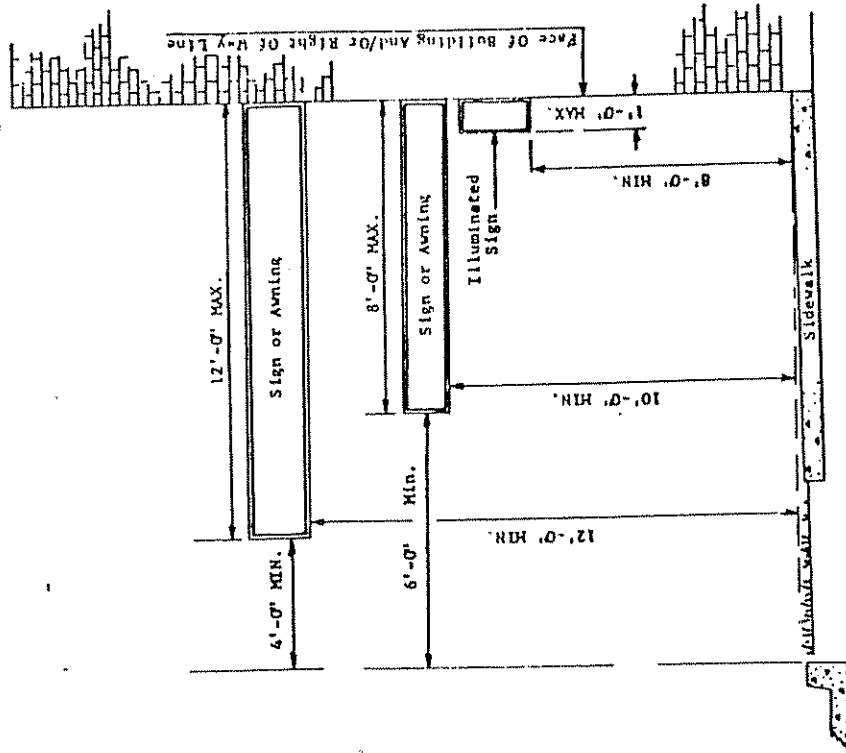 Face Of Building And/Or Right Of Way Line
12'-0" MAX.
Sign or Awning
8'-0" MAX.
Sign or Awning
Illuminated
Sign
1'-0" MAX.
8'-0" MIN.
10'-0" MIN.
12'-0" MIN.
6'-0" Min.
4'-0" MIN.
Sidewalk